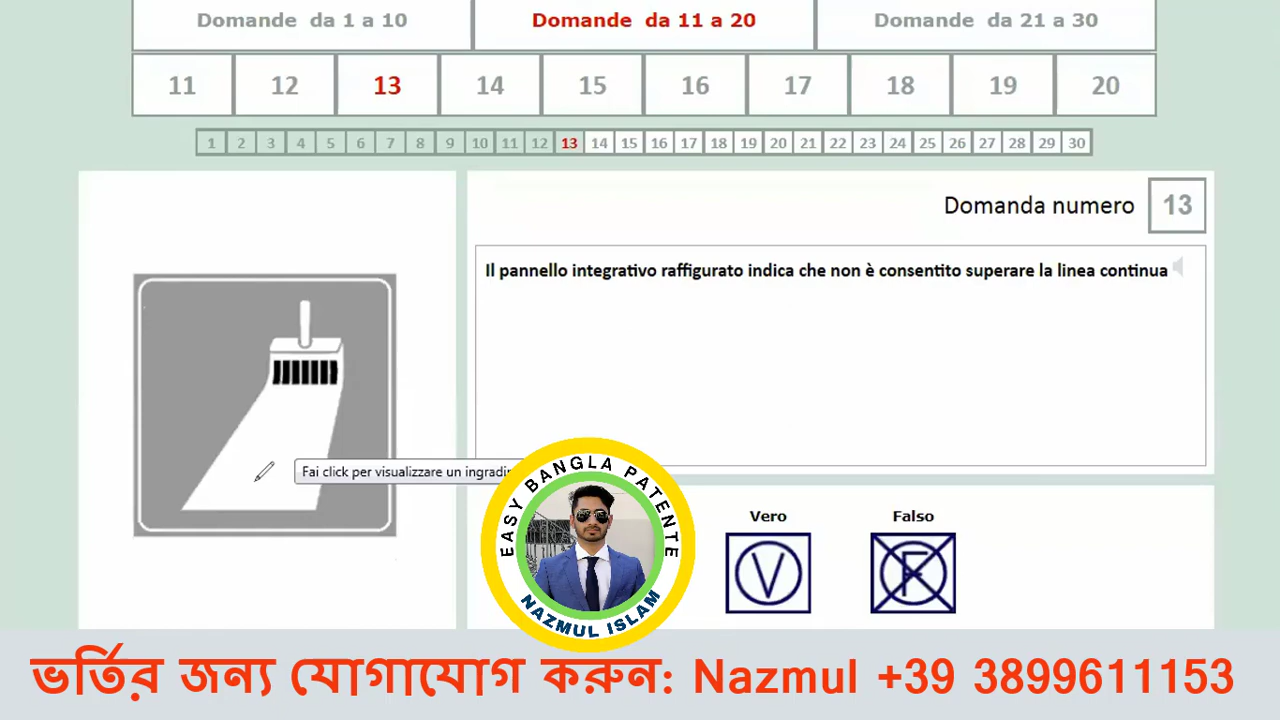 Domande da 1 a 10 Domande da 11 a 20 Domande da 21 a 30
11 12 13 14 15 16 17 18 19 20
1 2 3 4 5 6 7 8 9 10 11 12 13 14 15 16 17 18 19 20 21 22 23 24 25 26 27 28 29 30
Domanda numero 13
Il pannello integrativo raffigurato indica che non è consentito superare la linea continua
Fai click per visualizzare un
EASY BANGLA PATENTE
NAZMUL ISLAM
Vero Falso
V F
ভর্তির জন্য যোগাযোগ করুন: Nazmul +39 3899611153